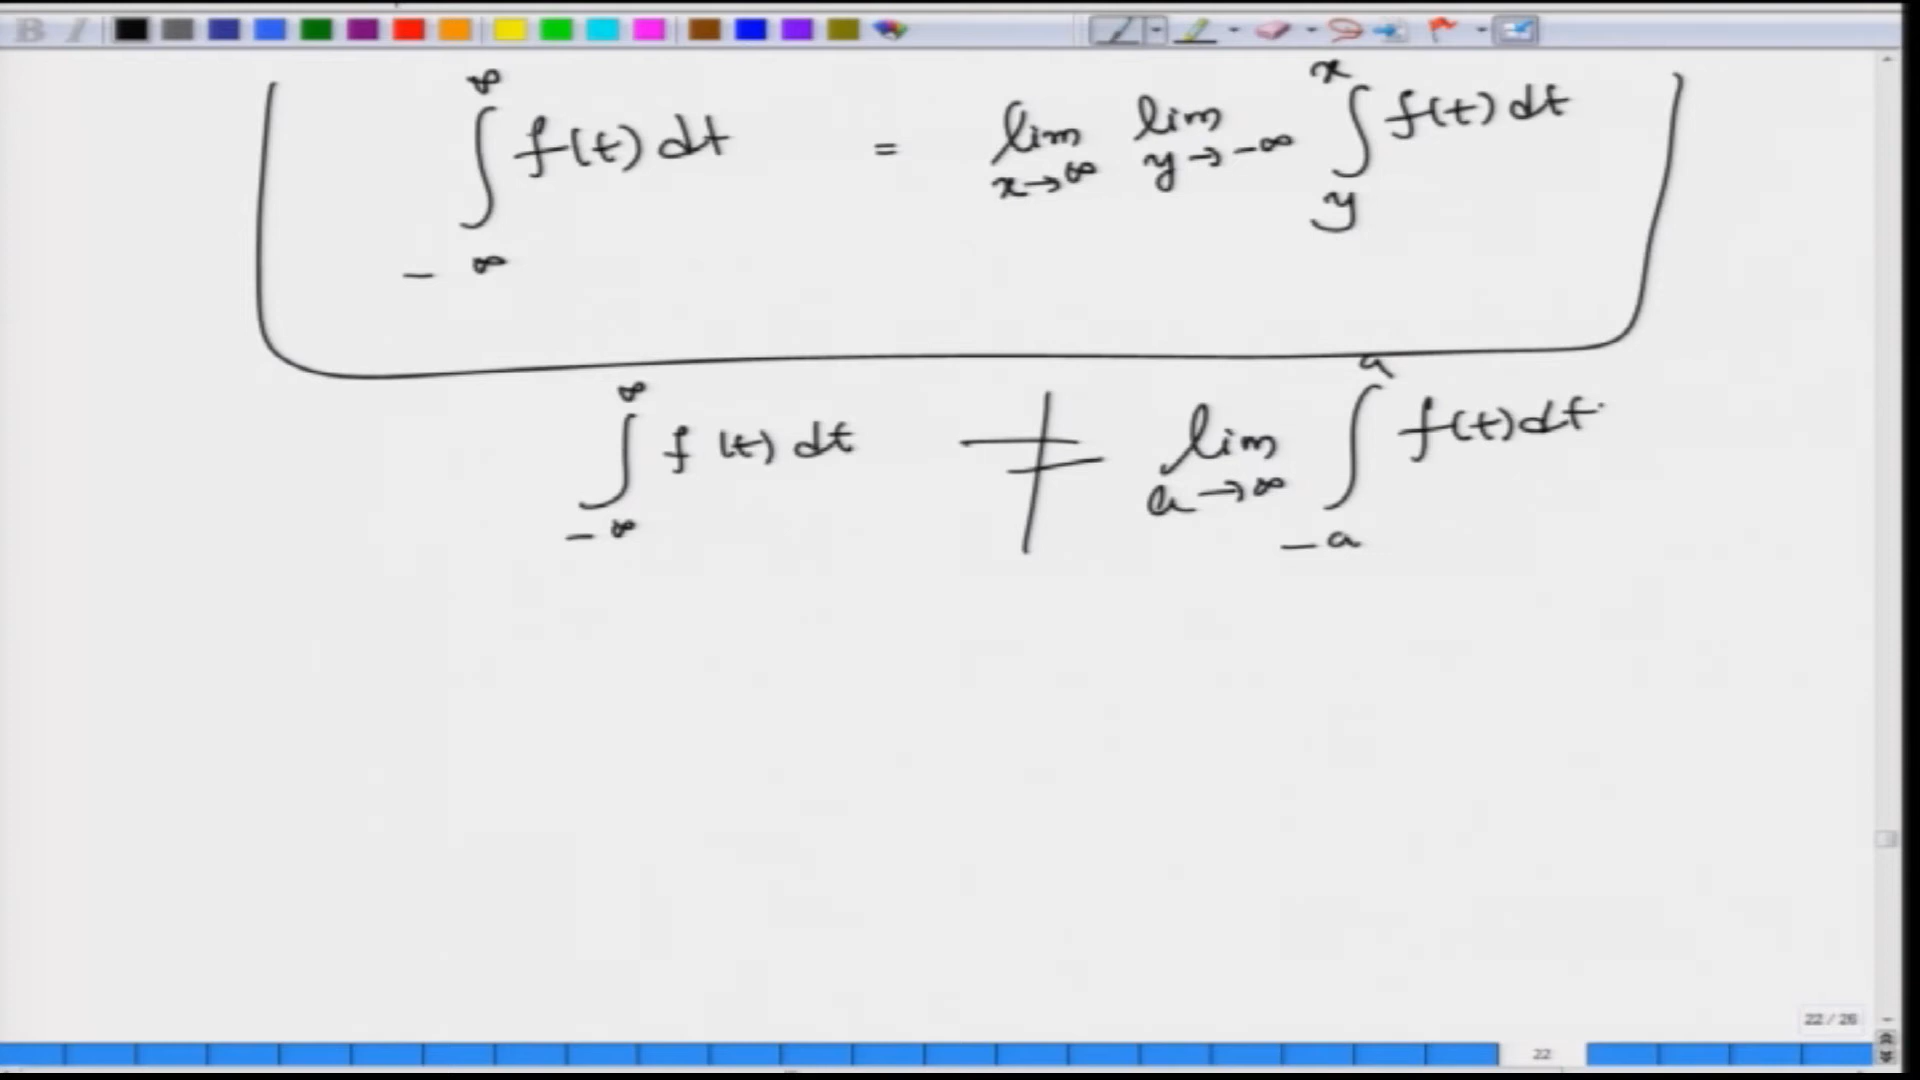 B I
∫_{-∞}^{∞} f(t) dt = lim_{x→∞} lim_{y→-∞} ∫_{y}^{x} f(t) dt
∫_{-∞}^{∞} f(t) dt ≠ lim_{a→∞} ∫_{-a}^{a} f(t) dt.
22 / 26
22